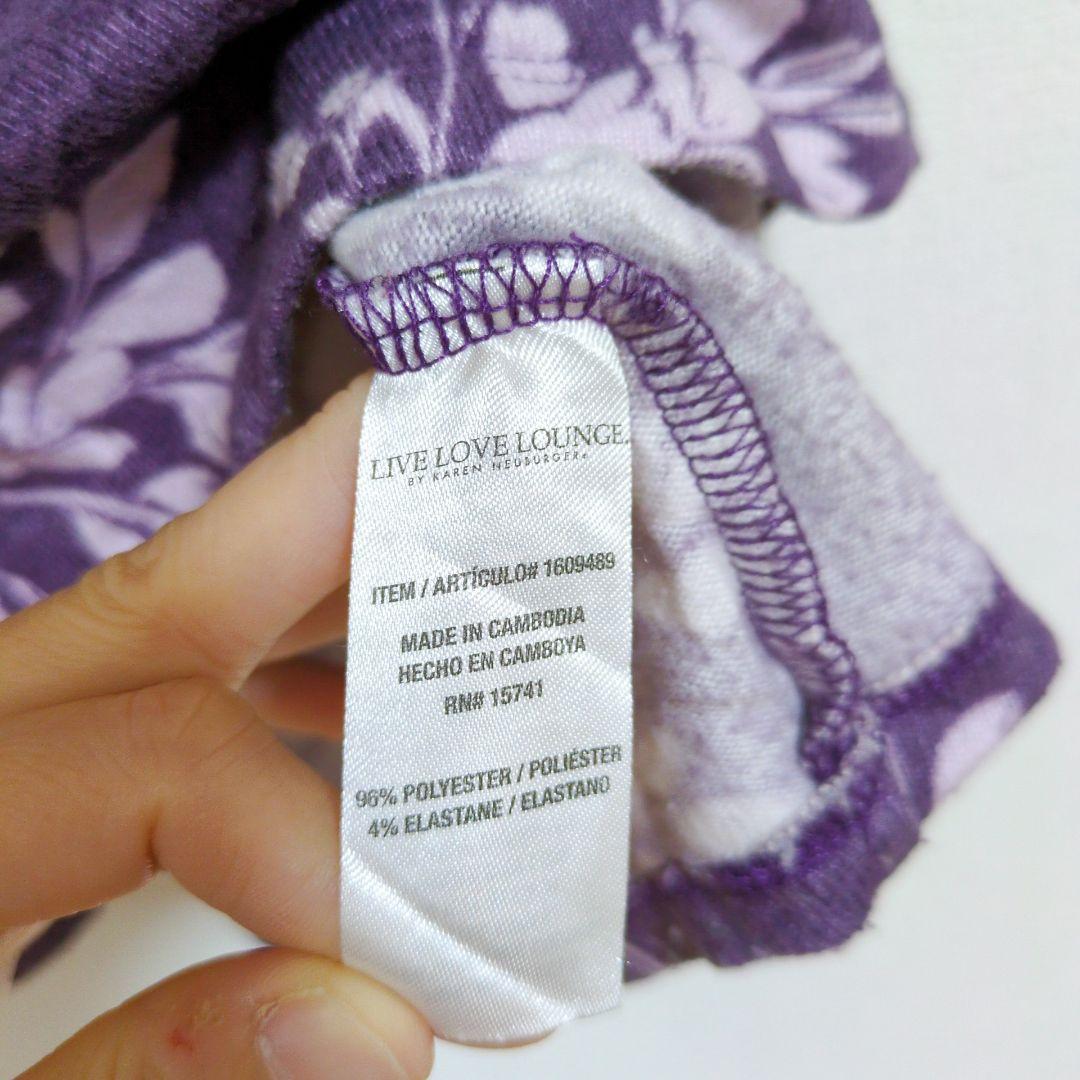 LIVE LOVE LOUNGE.
BY KAREN NEUBURGER®
ITEM / ARTÍCULO# 1609489
MADE IN CAMBODIA
HECHO EN CAMBOYA
RN# 15741
96% POLYESTER / POLIÉSTER
4% ELASTANE / ELASTANO